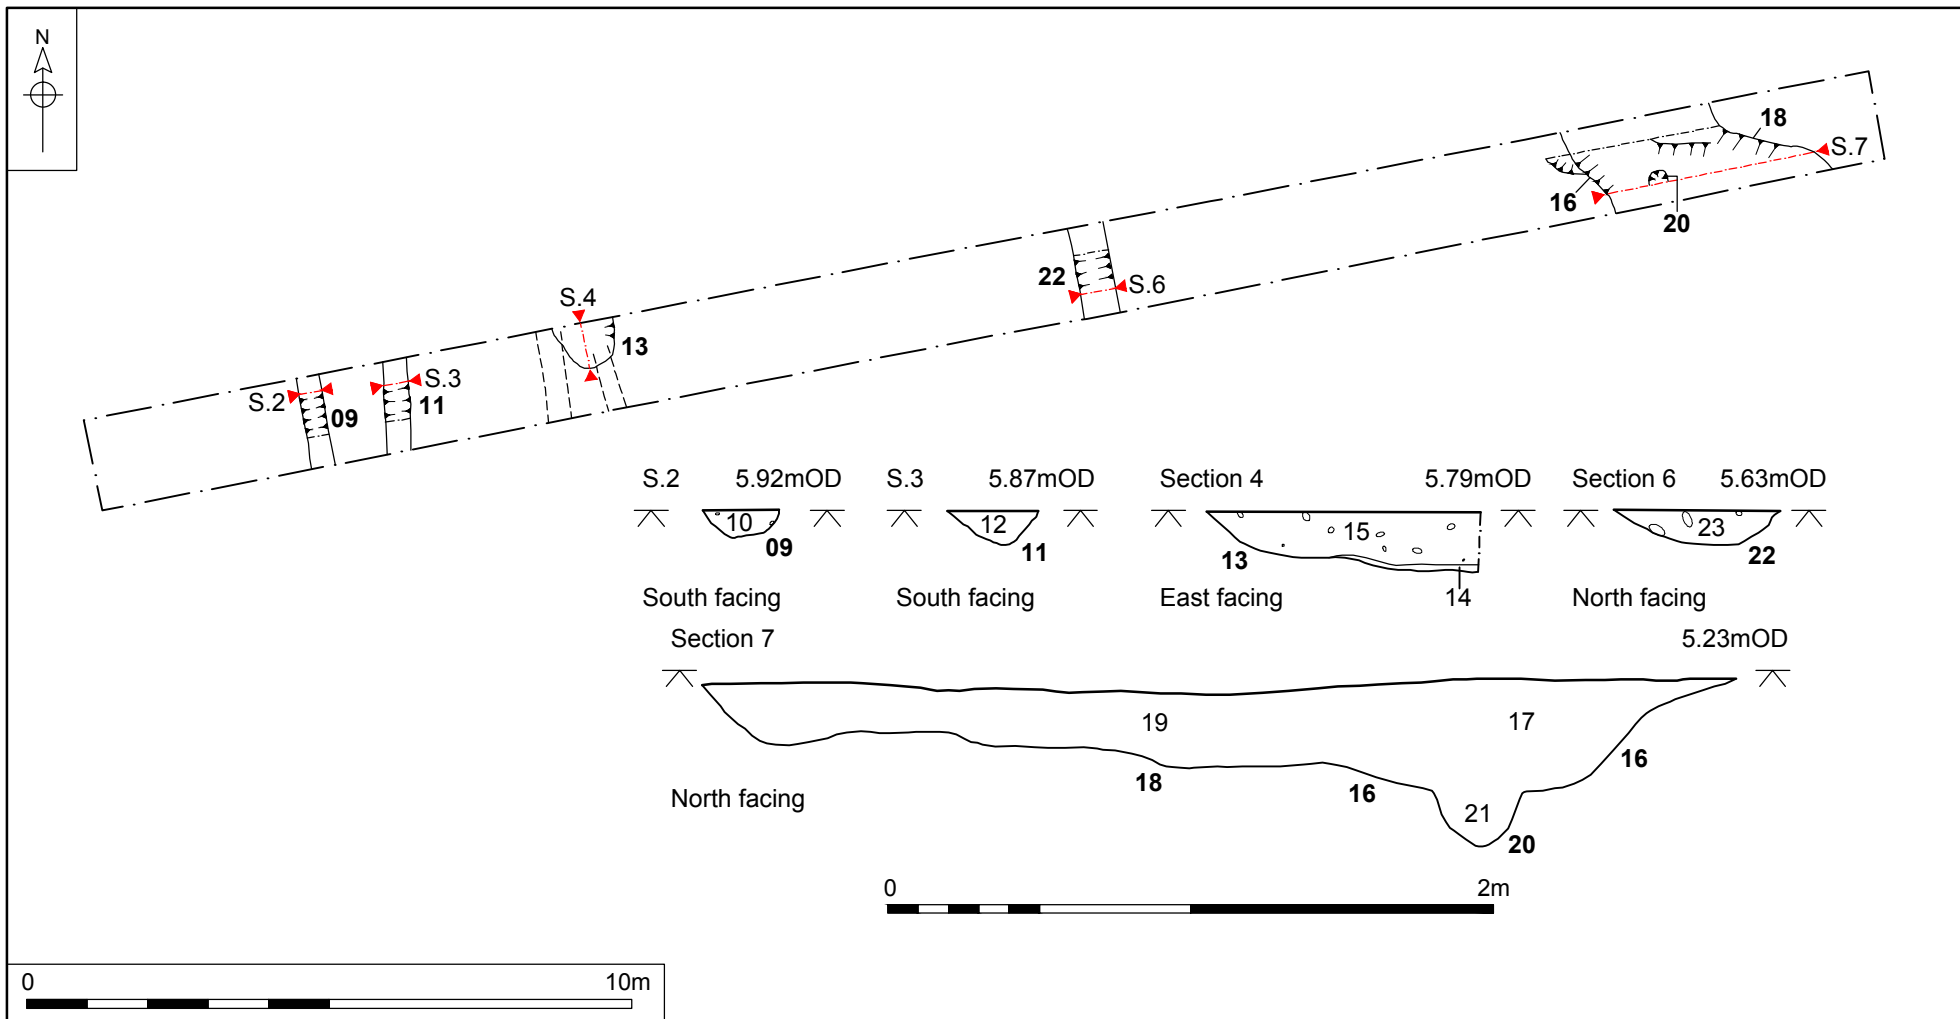 N
18
S.7
16
20
22
S.6
S.4
13
S.3
S.2
09
11
S.2 5.92mOD S.3 5.87mOD Section 4 5.79mOD Section 6 5.63mOD
10 12 15 23
09 11 13 22
South facing South facing East facing 14 North facing
Section 7 5.23mOD
19 17
16
18 16
North facing
21
20
0 2m
0 10m